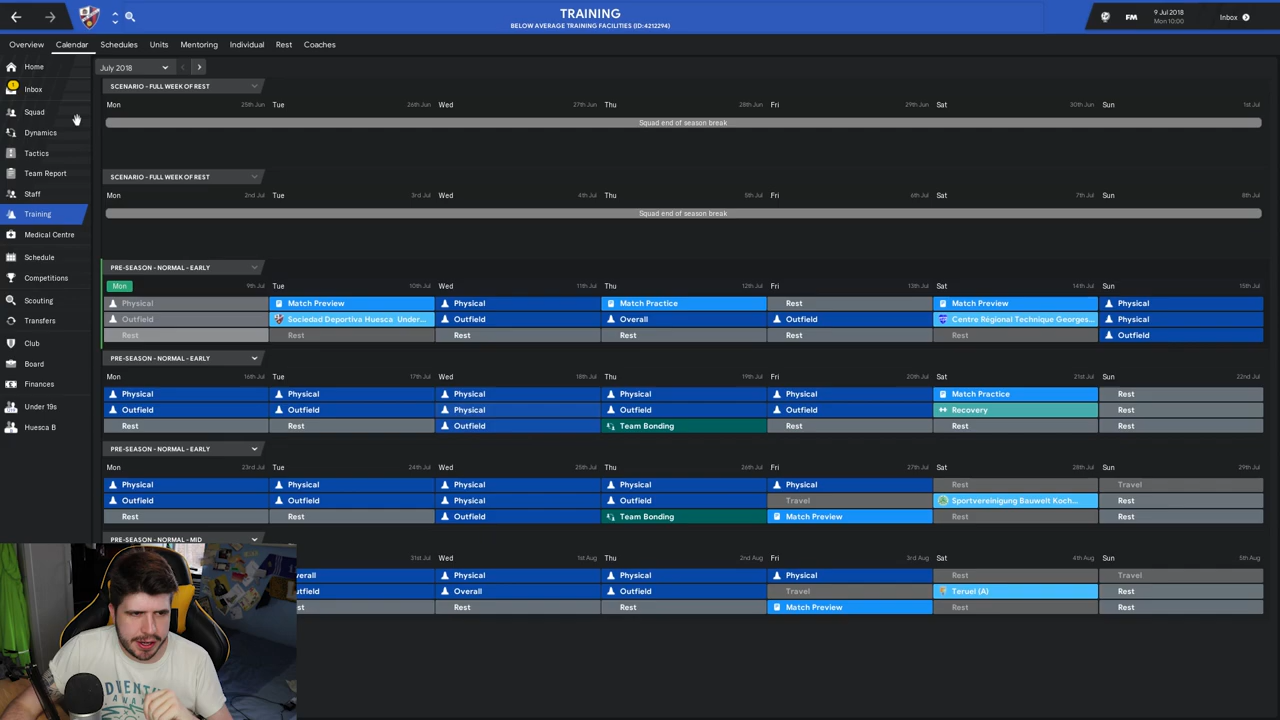 TRAINING
BELOW AVERAGE TRAINING FACILITIES (ID:4212294)
FM
9 Jul 2018
Mon 10:00
Inbox
Overview Calendar Schedules Units Mentoring Individual Rest Coaches
Home
Inbox
Squad
Dynamics
Tactics
Team Report
Staff
Training
Medical Centre
Schedule
Competitions
Scouting
Transfers
Club
Board
Finances
Under 19s
Huesca B
July 2018
SCENARIO - FULL WEEK OF REST
Mon 25th Jun Tue 26th Jun Wed 27th Jun Thu 28th Jun Fri 29th Jun Sat 30th Jun Sun 1st Jul
Squad end of season break
SCENARIO - FULL WEEK OF REST
Mon 2nd Jul Tue 3rd Jul Wed 4th Jul Thu 5th Jul Fri 6th Jul Sat 7th Jul Sun 8th Jul
Squad end of season break
PRE-SEASON - NORMAL - EARLY
Mon 9th Jul Tue 10th Jul Wed 11th Jul Thu 12th Jul Fri 13th Jul Sat 14th Jul Sun 15th Jul
Physical Match Preview Physical Match Practice Rest Match Preview Physical
Outfield Sociedad Deportiva Huesca Under... Outfield Overall Outfield Centre Régional Technique Georges... Physical
Rest Rest Rest Rest Rest Rest Outfield
PRE-SEASON - NORMAL - EARLY
Mon 16th Jul Tue 17th Jul Wed 18th Jul Thu 19th Jul Fri 20th Jul Sat 21st Jul Sun 22nd Jul
Physical Physical Physical Physical Physical Match Practice Rest
Outfield Outfield Physical Outfield Outfield Recovery Rest
Rest Rest Outfield Team Bonding Rest Rest Rest
PRE-SEASON - NORMAL - EARLY
Mon 23rd Jul Tue 24th Jul Wed 25th Jul Thu 26th Jul Fri 27th Jul Sat 28th Jul Sun 29th Jul
Physical Physical Physical Physical Physical Rest Travel
Outfield Outfield Physical Outfield Travel Sportvereinigung Bauwelt Koch... Rest
Rest Rest Outfield Team Bonding Match Preview Rest Rest
PRE-SEASON - NORMAL - MID
31st Jul Wed 1st Aug Thu 2nd Aug Fri 3rd Aug Sat 4th Aug Sun 5th Aug
verall Physical Physical Physical Rest Travel
utfield Overall Outfield Travel Teruel (A) Rest
est Rest Rest Match Preview Rest Rest